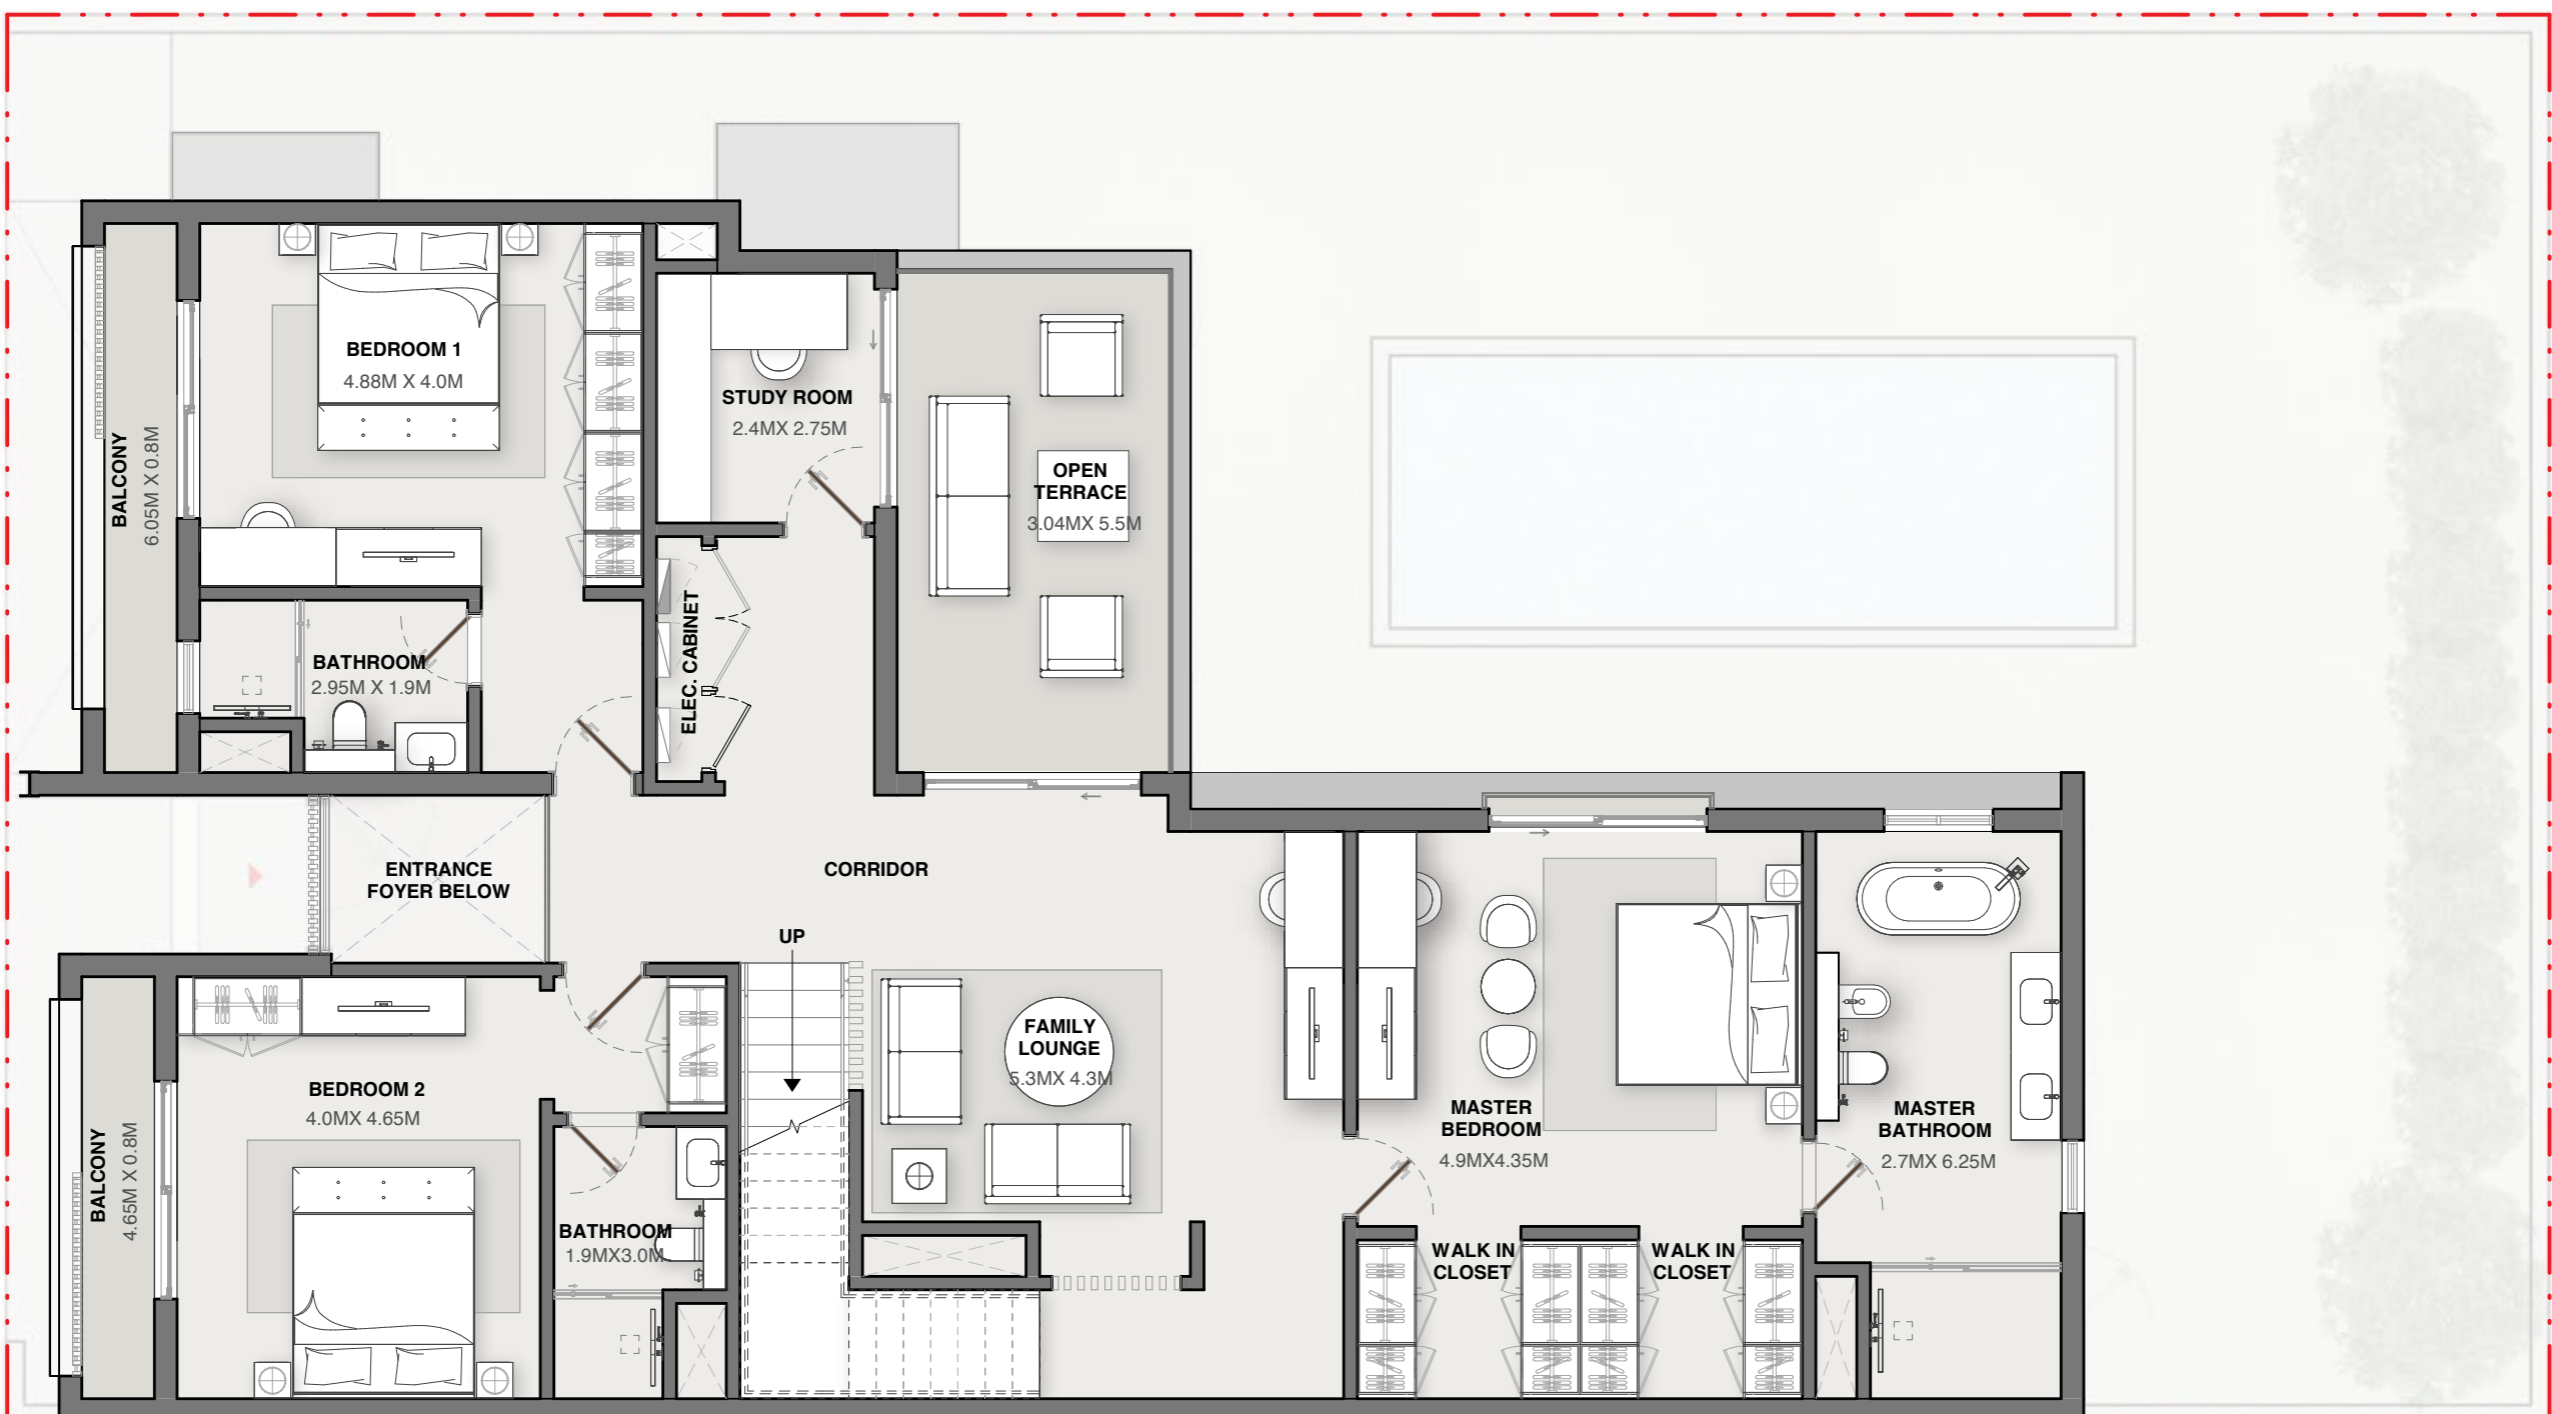 BEDROOM 1
4.88M X 4.0M
BALCONY
6.05M X 0.8M
STUDY ROOM
2.4MX 2.75M
OPEN
TERRACE
3.04MX 5.5M
BATHROOM
2.95M X 1.9M
ELEC. CABINET
ENTRANCE
FOYER BELOW
CORRIDOR
UP
FAMILY
LOUNGE
5.3MX 4.3M
BEDROOM 2
4.0MX 4.65M
BALCONY
4.65M X 0.8M
BATHROOM
1.9MX3.0M
MASTER
BEDROOM
4.9MX4.35M
MASTER
BATHROOM
2.7MX 6.25M
WALK IN
CLOSET
WALK IN
CLOSET